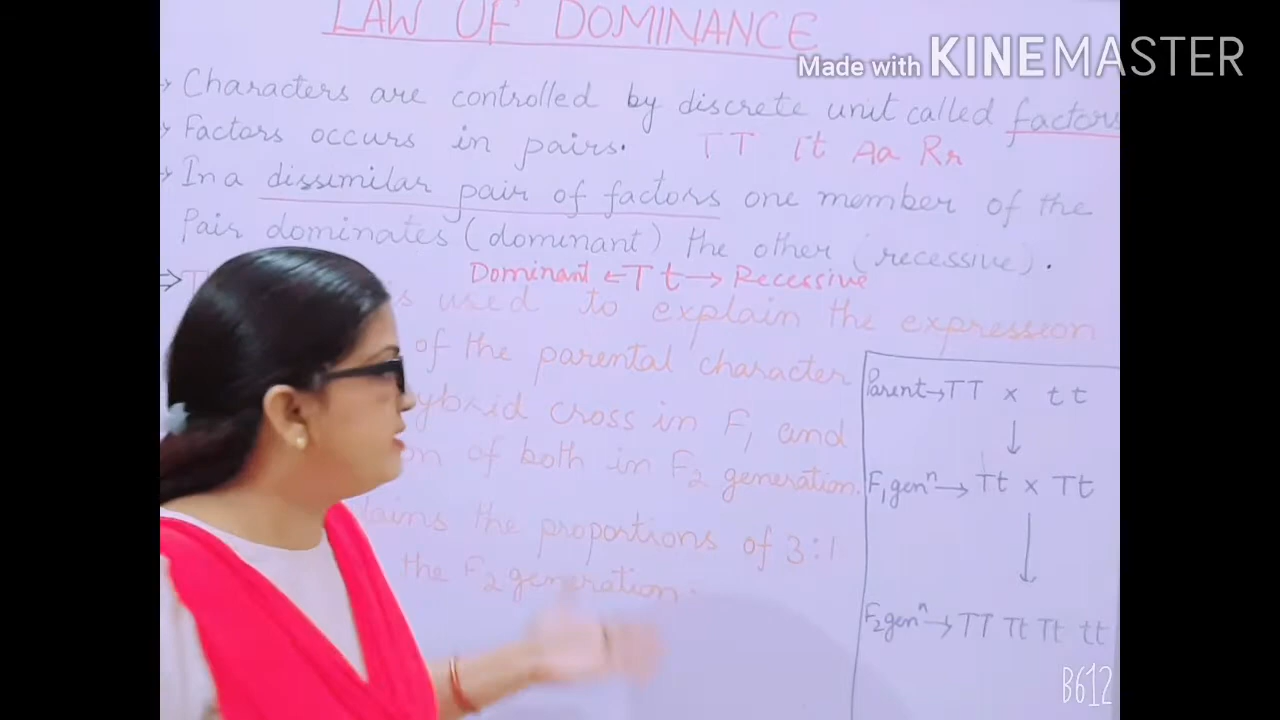 LAW OF DOMINANCE
Made with KINEMASTER
Characters are controlled by discrete unit called factors
Factors occurs in pairs. TT Tt Aa Rr
In a dissimilar pair of factors one member of the
Pair dominates (dominant) the other (recessive).
Dominant ← T t → Recessive
used to explain the expression
of the parental character
cross in F1 and
of both in F2 generation.
the proportions of 3:1
the F2 generation.
Parent → TT x tt
F1 genⁿ → Tt x Tt
F2 genⁿ → TT Tt Tt tt
B612